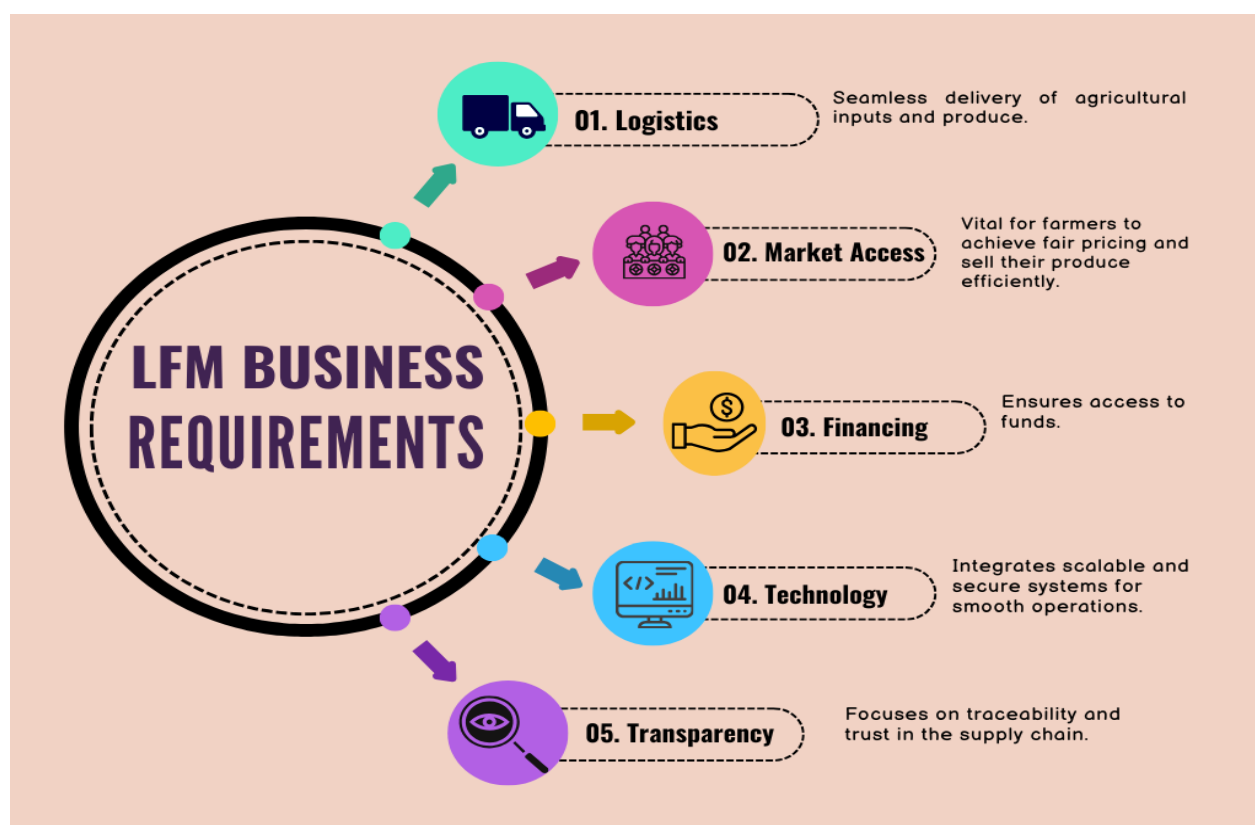 LFM BUSINESS
REQUIREMENTS
01. Logistics
Seamless delivery of agricultural
inputs and produce.
02. Market Access
Vital for farmers to
achieve fair pricing and
sell their produce
efficiently.
03. Financing
$
Ensures access to
funds.
04. Technology
</>
Integrates scalable and
secure systems for
smooth operations.
05. Transparency
Focuses on traceability and
trust in the supply chain.